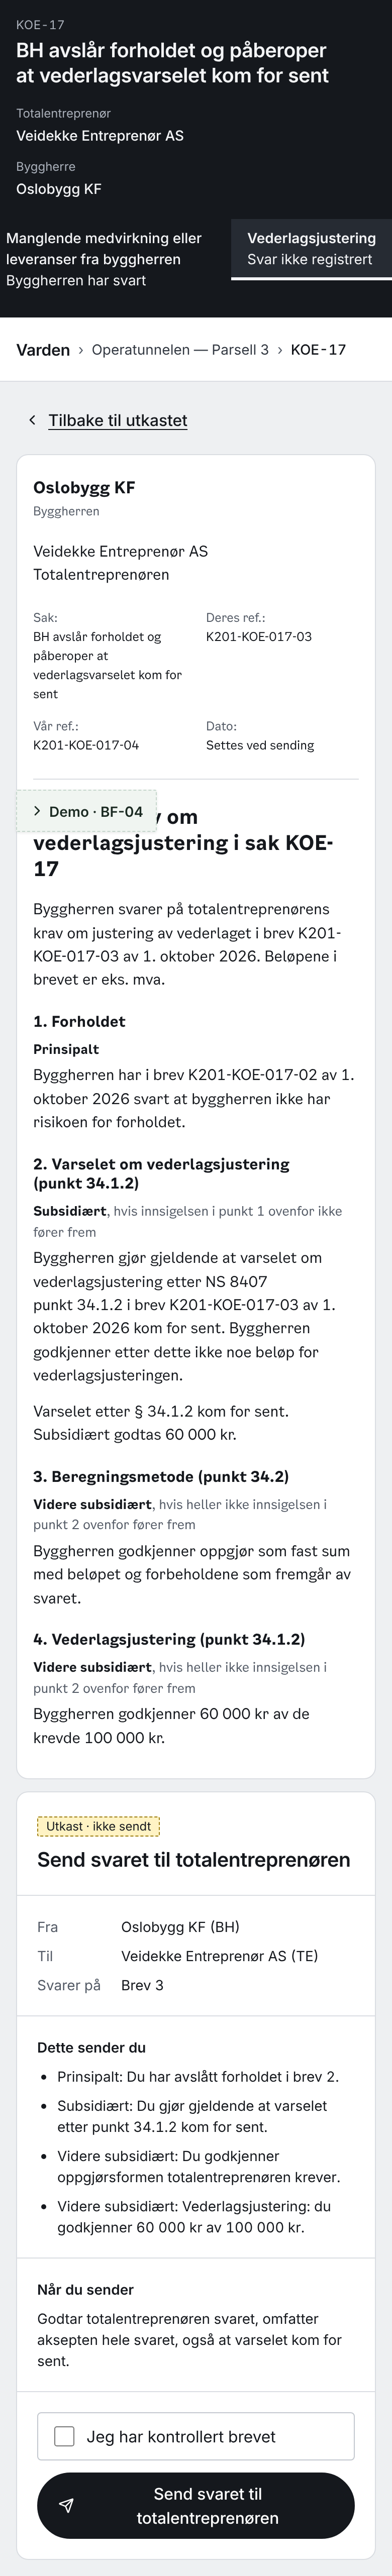 KOE-17
BH avslår forholdet og påberoper
at vederlagsvarselet kom for sent
Totalentreprenør
Veidekke Entreprenør AS
Byggherre
Oslobygg KF
Manglende medvirkning eller
leveranser fra byggherren
Byggherren har svart
Vederlagsjustering
Svar ikke registrert
Varden › Operatunnelen — Parsell 3 › KOE-17
Tilbake til utkastet
Oslobygg KF
Byggherren
Veidekke Entreprenør AS
Totalentreprenøren
Sak:
BH avslår forholdet og
påberoper at
vederlagsvarselet kom for
sent
Deres ref.:
K201-KOE-017-03
Vår ref.:
K201-KOE-017-04
Dato:
Settes ved sending
Demo · BF-04
om
vederlagsjustering i sak KOE-
17
Byggherren svarer på totalentreprenørens
krav om justering av vederlaget i brev K201-
KOE-017-03 av 1. oktober 2026. Beløpene i
brevet er eks. mva.
1. Forholdet
Prinsipalt
Byggherren har i brev K201-KOE-017-02 av 1.
oktober 2026 svart at byggherren ikke har
risikoen for forholdet.
2. Varselet om vederlagsjustering
(punkt 34.1.2)
Subsidiært, hvis innsigelsen i punkt 1 ovenfor ikke
fører frem
Byggherren gjør gjeldende at varselet om
vederlagsjustering etter NS 8407
punkt 34.1.2 i brev K201-KOE-017-03 av 1.
oktober 2026 kom for sent. Byggherren
godkjenner etter dette ikke noe beløp for
vederlagsjusteringen.
Varselet etter § 34.1.2 kom for sent.
Subsidiært godtas 60 000 kr.
3. Beregningsmetode (punkt 34.2)
Videre subsidiært, hvis heller ikke innsigelsen i
punkt 2 ovenfor fører frem
Byggherren godkjenner oppgjør som fast sum
med beløpet og forbeholdene som fremgår av
svaret.
4. Vederlagsjustering (punkt 34.1.2)
Videre subsidiært, hvis heller ikke innsigelsen i
punkt 2 ovenfor fører frem
Byggherren godkjenner 60 000 kr av de
krevde 100 000 kr.
Utkast · ikke sendt
Send svaret til totalentreprenøren
Fra Oslobygg KF (BH)
Til Veidekke Entreprenør AS (TE)
Svarer på Brev 3
Dette sender du
• Prinsipalt: Du har avslått forholdet i brev 2.
• Subsidiært: Du gjør gjeldende at varselet
etter punkt 34.1.2 kom for sent.
• Videre subsidiært: Du godkjenner
oppgjørsformen totalentreprenøren krever.
• Videre subsidiært: Vederlagsjustering: du
godkjenner 60 000 kr av 100 000 kr.
Når du sender
Godtar totalentreprenøren svaret, omfatter
aksepten hele svaret, også at varselet kom for
sent.
Jeg har kontrollert brevet
Send svaret til
totalentreprenøren